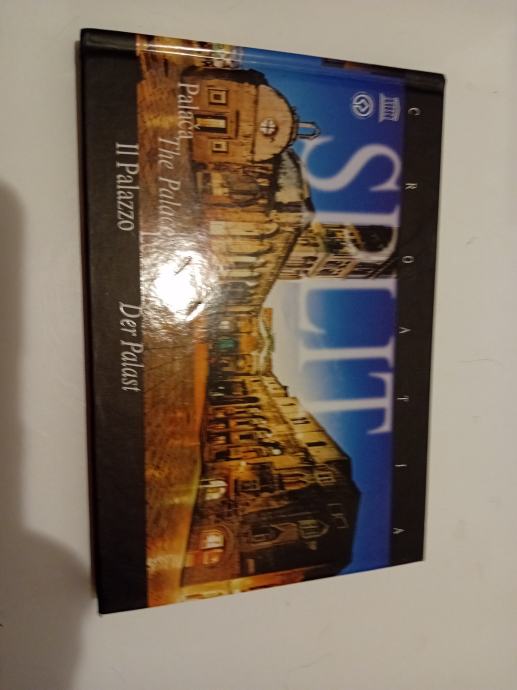 CROATIA
SPLIT
Palača
The Palace
Il Palazzo
Der Palast